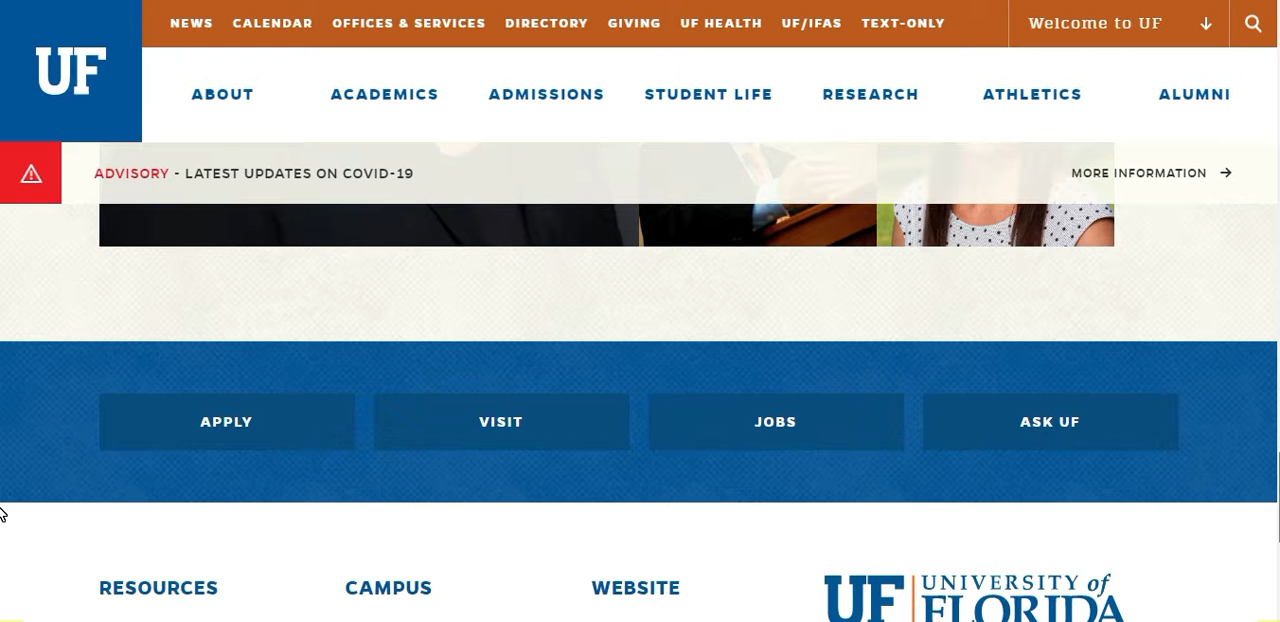 NEWS CALENDAR OFFICES & SERVICES DIRECTORY GIVING UF HEALTH UF/IFAS TEXT-ONLY Welcome to UF
UF
ABOUT ACADEMICS ADMISSIONS STUDENT LIFE RESEARCH ATHLETICS ALUMNI
ADVISORY - LATEST UPDATES ON COVID-19 MORE INFORMATION
APPLY VISIT JOBS ASK UF
RESOURCES CAMPUS WEBSITE
UF UNIVERSITY of
FLORIDA